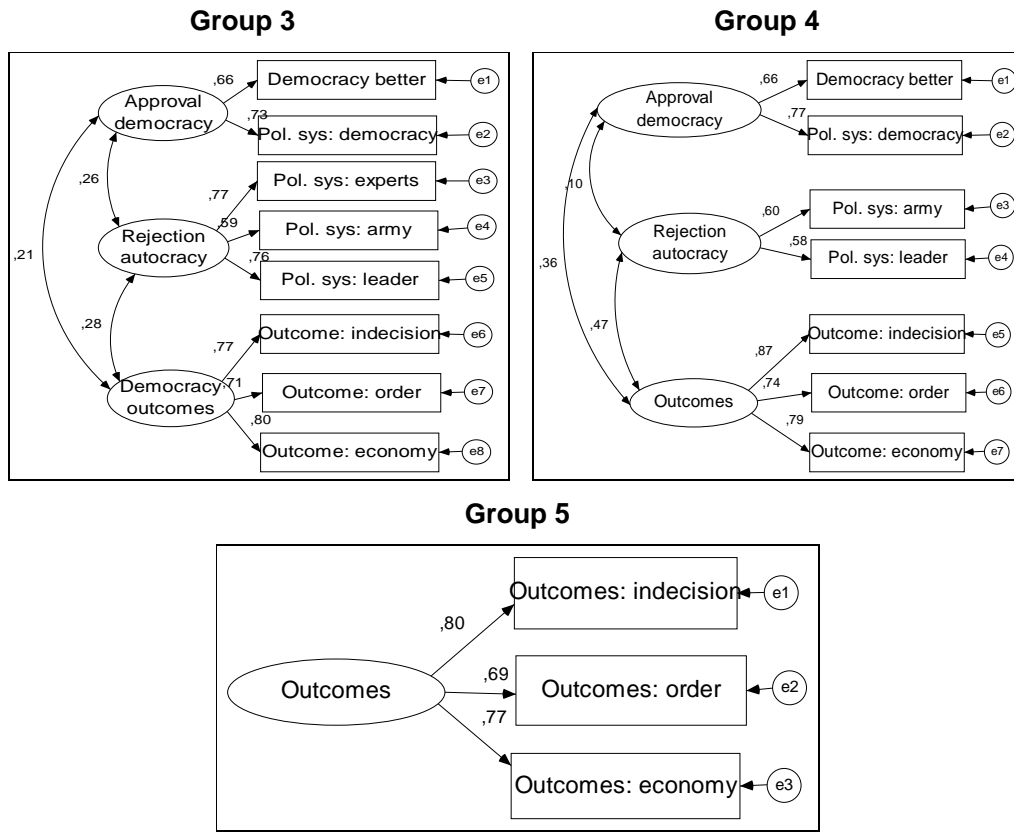 Group 3
,66
Democracy better
e1
Approval
democracy
,73
Pol. sys: democracy
e2
,26
,77
Pol. sys: experts
e3
,59
Pol. sys: army
e4
Rejection
autocracy
,21
,76
Pol. sys: leader
e5
,28
,77
Outcome: indecision
e6
Democracy
outcomes
,71
Outcome: order
e7
,80
Outcome: economy
e8
Group 4
,66
Democracy better
e1
Approval
democracy
,77
Pol. sys: democracy
e2
,10
,60
Pol. sys: army
e3
Rejection
autocracy
,58
Pol. sys: leader
e4
,36
,47
,87
Outcome: indecision
e5
Outcomes
,74
Outcome: order
e6
,79
Outcome: economy
e7
Group 5
,80
Outcomes: indecision
e1
Outcomes
,69
Outcomes: order
e2
,77
Outcomes: economy
e3